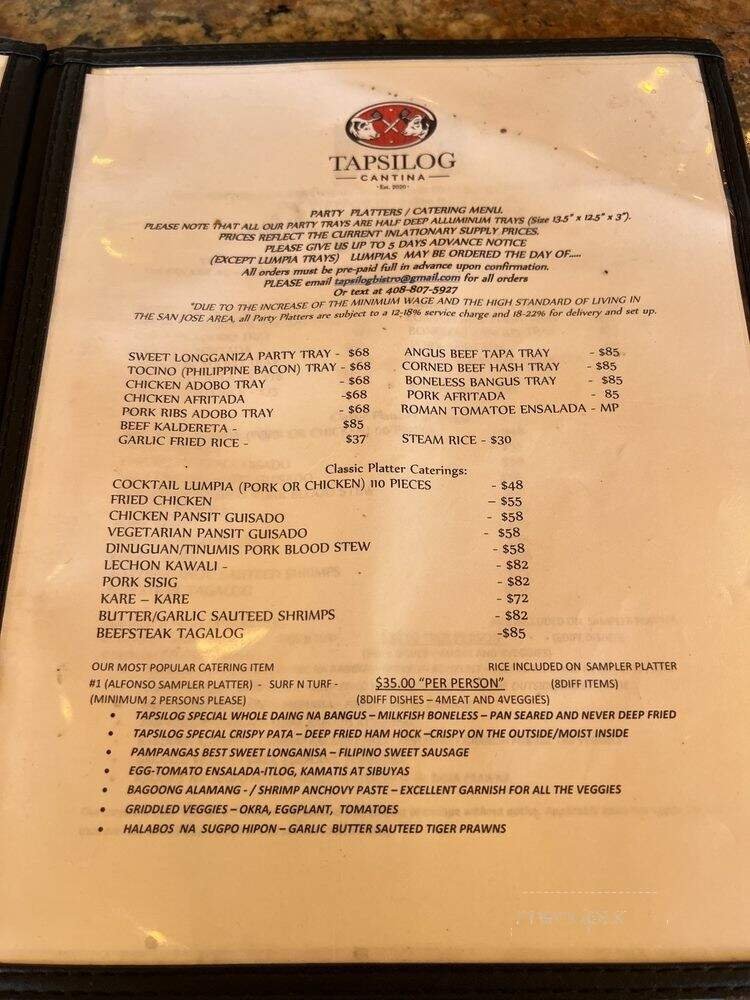 TAPSILOG
CANTINA
Est. 2020
PARTY PLATTERS / CATERING MENU.
PLEASE NOTE THAT ALL OUR PARTY TRAYS ARE HALF DEEP ALLUMINUM TRAYS (Size 13.5" x 12.5" x 3").
PRICES REFLECT THE CURRENT INLATIONARY SUPPLY PRICES.
PLEASE GIVE US UP TO 5 DAYS ADVANCE NOTICE
(EXCEPT LUMPIA TRAYS) LUMPIAS MAY BE ORDERED THE DAY OF.....
All orders must be pre-paid full in advance upon confirmation.
PLEASE email tapsilogbistro@gmail.com for all orders
Or text at 408-807-5927
*DUE TO THE INCREASE OF THE MINIMUM WAGE AND THE HIGH STANDARD OF LIVING IN
THE SAN JOSE AREA, all Party Platters are subject to a 12-18% service charge and 18-22% for delivery and set up.
SWEET LONGGANIZA PARTY TRAY - $68 ANGUS BEEF TAPA TRAY - $85
TOCINO (PHILIPPINE BACON) TRAY - $68 CORNED BEEF HASH TRAY - $85
CHICKEN ADOBO TRAY - $68 BONELESS BANGUS TRAY - $85
CHICKEN AFRITADA -$68 PORK AFRITADA - 85
PORK RIBS ADOBO TRAY - $68 ROMAN TOMATOE ENSALADA - MP
BEEF KALDERETA - $85
GARLIC FRIED RICE - $37 STEAM RICE - $30
Classic Platter Caterings:
COCKTAIL LUMPIA (PORK OR CHICKEN) 110 PIECES - $48
FRIED CHICKEN – $55
CHICKEN PANSIT GUISADO - $58
VEGETARIAN PANSIT GUISADO - $58
DINUGUAN/TINUMIS PORK BLOOD STEW - $58
LECHON KAWALI - - $82
PORK SISIG - $82
KARE – KARE - $72
BUTTER/GARLIC SAUTEED SHRIMPS - $82
BEEFSTEAK TAGALOG -$85
OUR MOST POPULAR CATERING ITEM RICE INCLUDED ON SAMPLER PLATTER
#1 (ALFONSO SAMPLER PLATTER) - SURF N TURF - $35.00 "PER PERSON" (8DIFF ITEMS)
(MINIMUM 2 PERSONS PLEASE) (8DIFF DISHES – 4MEAT AND 4VEGGIES)
• TAPSILOG SPECIAL WHOLE DAING NA BANGUS – MILKFISH BONELESS – PAN SEARED AND NEVER DEEP FRIED
• TAPSILOG SPECIAL CRISPY PATA – DEEP FRIED HAM HOCK –CRISPY ON THE OUTSIDE/MOIST INSIDE
• PAMPANGAS BEST SWEET LONGANISA – FILIPINO SWEET SAUSAGE
• EGG-TOMATO ENSALADA-ITLOG, KAMATIS AT SIBUYAS
• BAGOONG ALAMANG - / SHRIMP ANCHOVY PASTE – EXCELLENT GARNISH FOR ALL THE VEGGIES
• GRIDDLED VEGGIES – OKRA, EGGPLANT, TOMATOES
• HALABOS NA SUGPO HIPON – GARLIC BUTTER SAUTEED TIGER PRAWNS